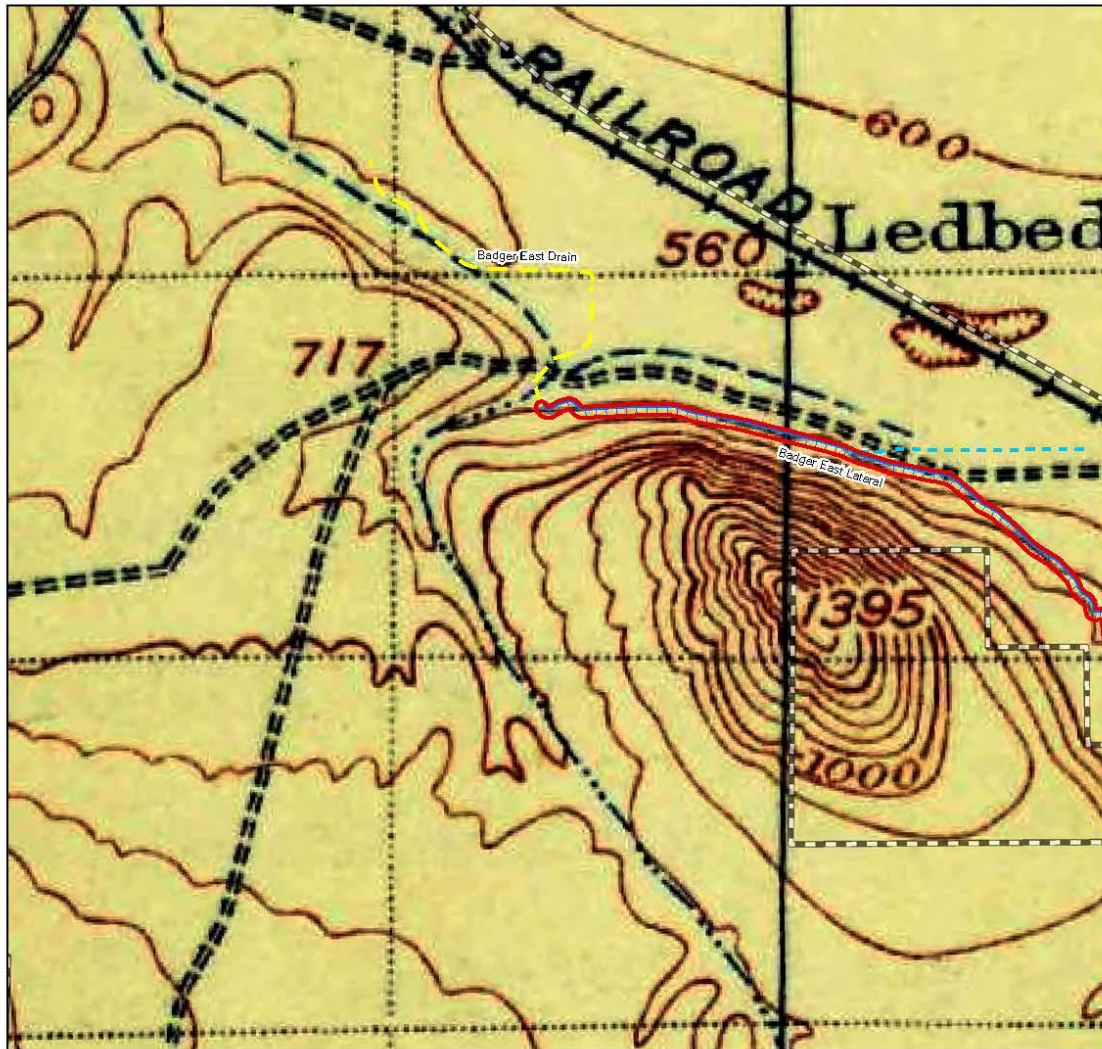 RAILROAD
600
Ledbed
560
Badger East Drain
717
Badger East Lateral
1395
1000